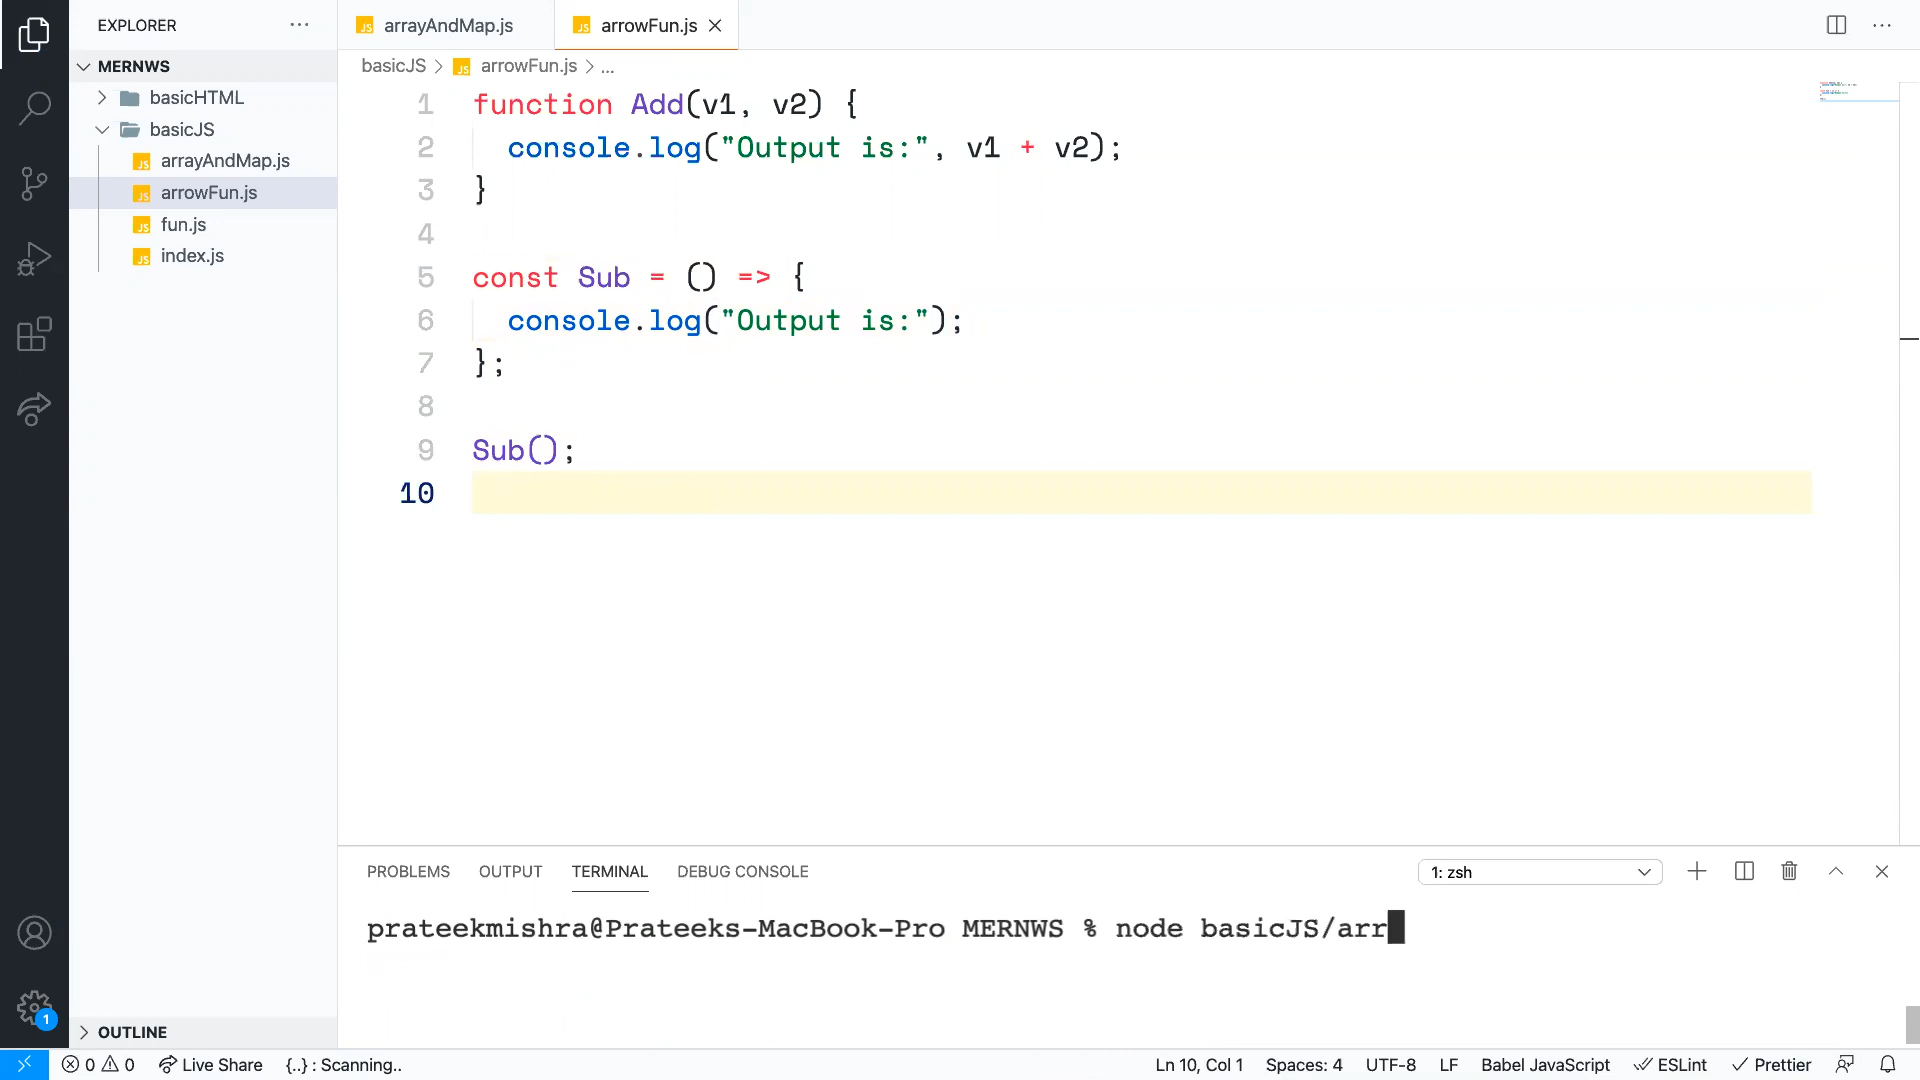 EXPLORER
MERNWS
basicHTML
basicJS
arrayAndMap.js
arrowFun.js
fun.js
index.js
OUTLINE
arrayAndMap.js
arrowFun.js
basicJS > arrowFun.js > ...
1 function Add(v1, v2) {
2 console.log("Output is:", v1 + v2);
3 }
4
5 const Sub = () => {
6 console.log("Output is:");
7 };
8
9 Sub();
10
PROBLEMS OUTPUT TERMINAL DEBUG CONSOLE 1: zsh
prateekmishra@Prateeks-MacBook-Pro MERNWS % node basicJS/arr
1
0 0 Live Share {..} : Scanning.. Ln 10, Col 1 Spaces: 4 UTF-8 LF Babel JavaScript ESLint Prettier